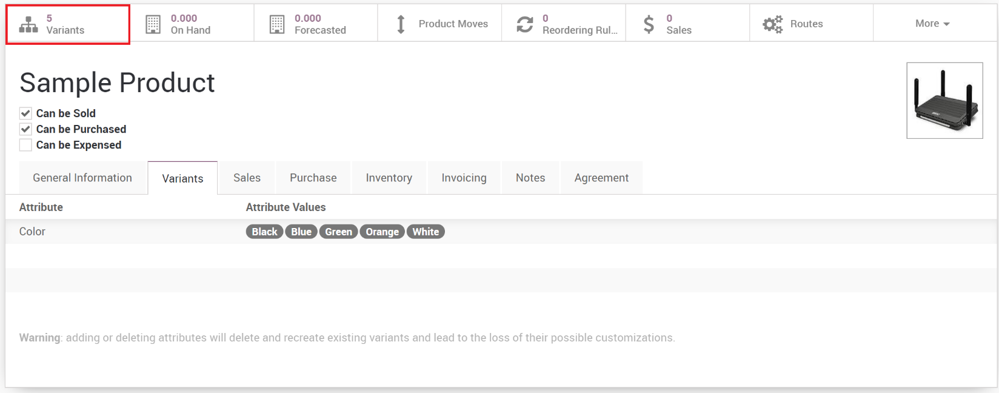 5
Variants
0.000
On Hand
0.000
Forecasted
Product Moves
0
Reordering Rul...
0
Sales
Routes
More
Sample Product
Can be Sold
Can be Purchased
Can be Expensed
General Information Variants Sales Purchase Inventory Invoicing Notes Agreement
Attribute Attribute Values
Color Black Blue Green Orange White
Warning: adding or deleting attributes will delete and recreate existing variants and lead to the loss of their possible customizations.